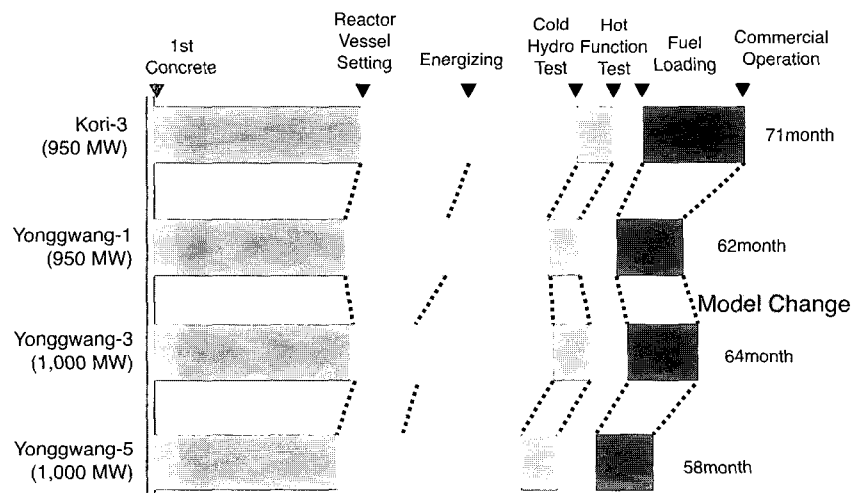 1st
Concrete
Reactor
Vessel
Setting
Energizing
Cold
Hydro
Test
Hot
Function
Test
Fuel
Loading
Commercial
Operation
Kori-3
(950 MW)
71month
Yonggwang-1
(950 MW)
62month
Model Change
Yonggwang-3
(1,000 MW)
64month
Yonggwang-5
(1,000 MW)
58month